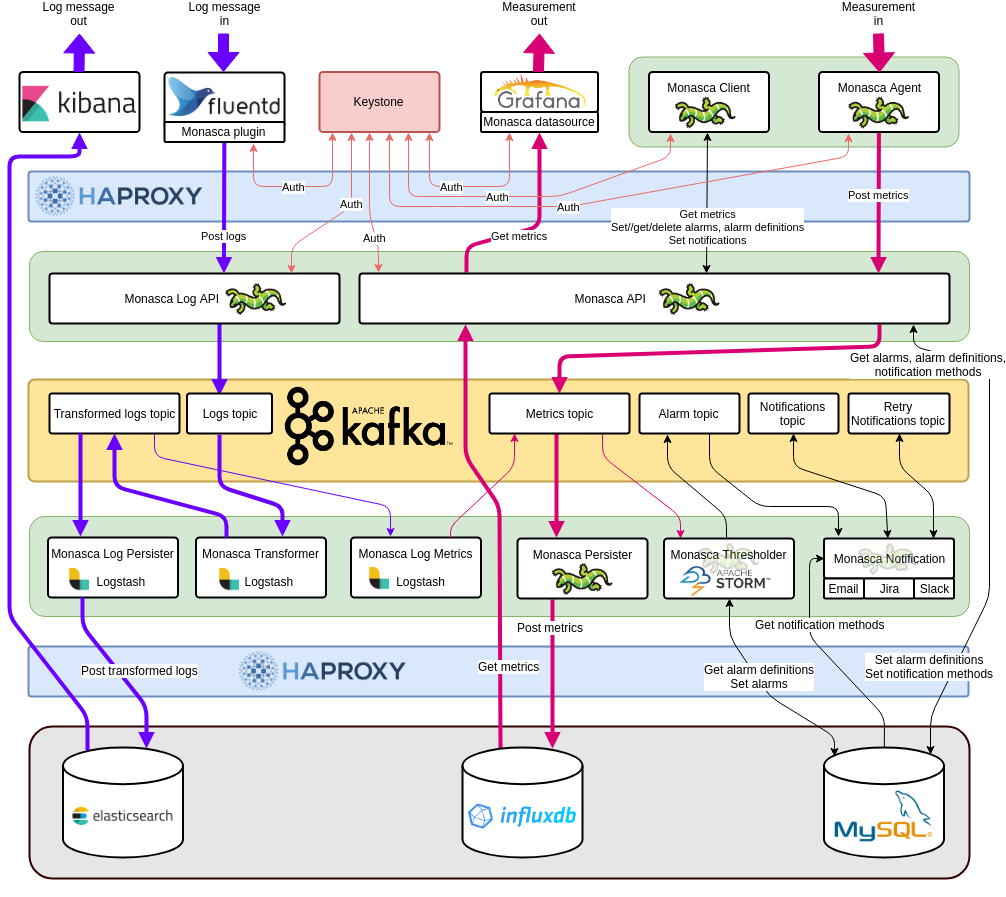 Log message
out
Log message
in
Measurement
out
Measurement
in
kibana
fluentd
Monasca plugin
Keystone
Grafana
Monasca datasource
Monasca Client
Monasca Agent
HAPROXY
Auth
Auth
Auth
Auth
Auth
Auth
Post metrics
Get metrics
Set//get/delete alarms, alarm definitions
Set notifications
Post logs
Get metrics
Monasca Log API
Monasca API
Get alarms, alarm definitions,
notification methods
Transformed logs topic
Logs topic
APACHE
kafka
TM
Metrics topic
Alarm topic
Notifications
topic
Retry
Notifications topic
Monasca Log Persister
Logstash
Monasca Transformer
Logstash
Monasca Log Metrics
Logstash
Monasca Persister
Monasca Thresholder
APACHE
STORM™
Monasca Notification
Email
Jira
Slack
Post metrics
Get notification methods
HAPROXY
Post transformed logs
Get metrics
Get alarm definitions
Set alarms
Set alarm definitions
Set notification methods
elasticsearch
influxdb
MySQL®